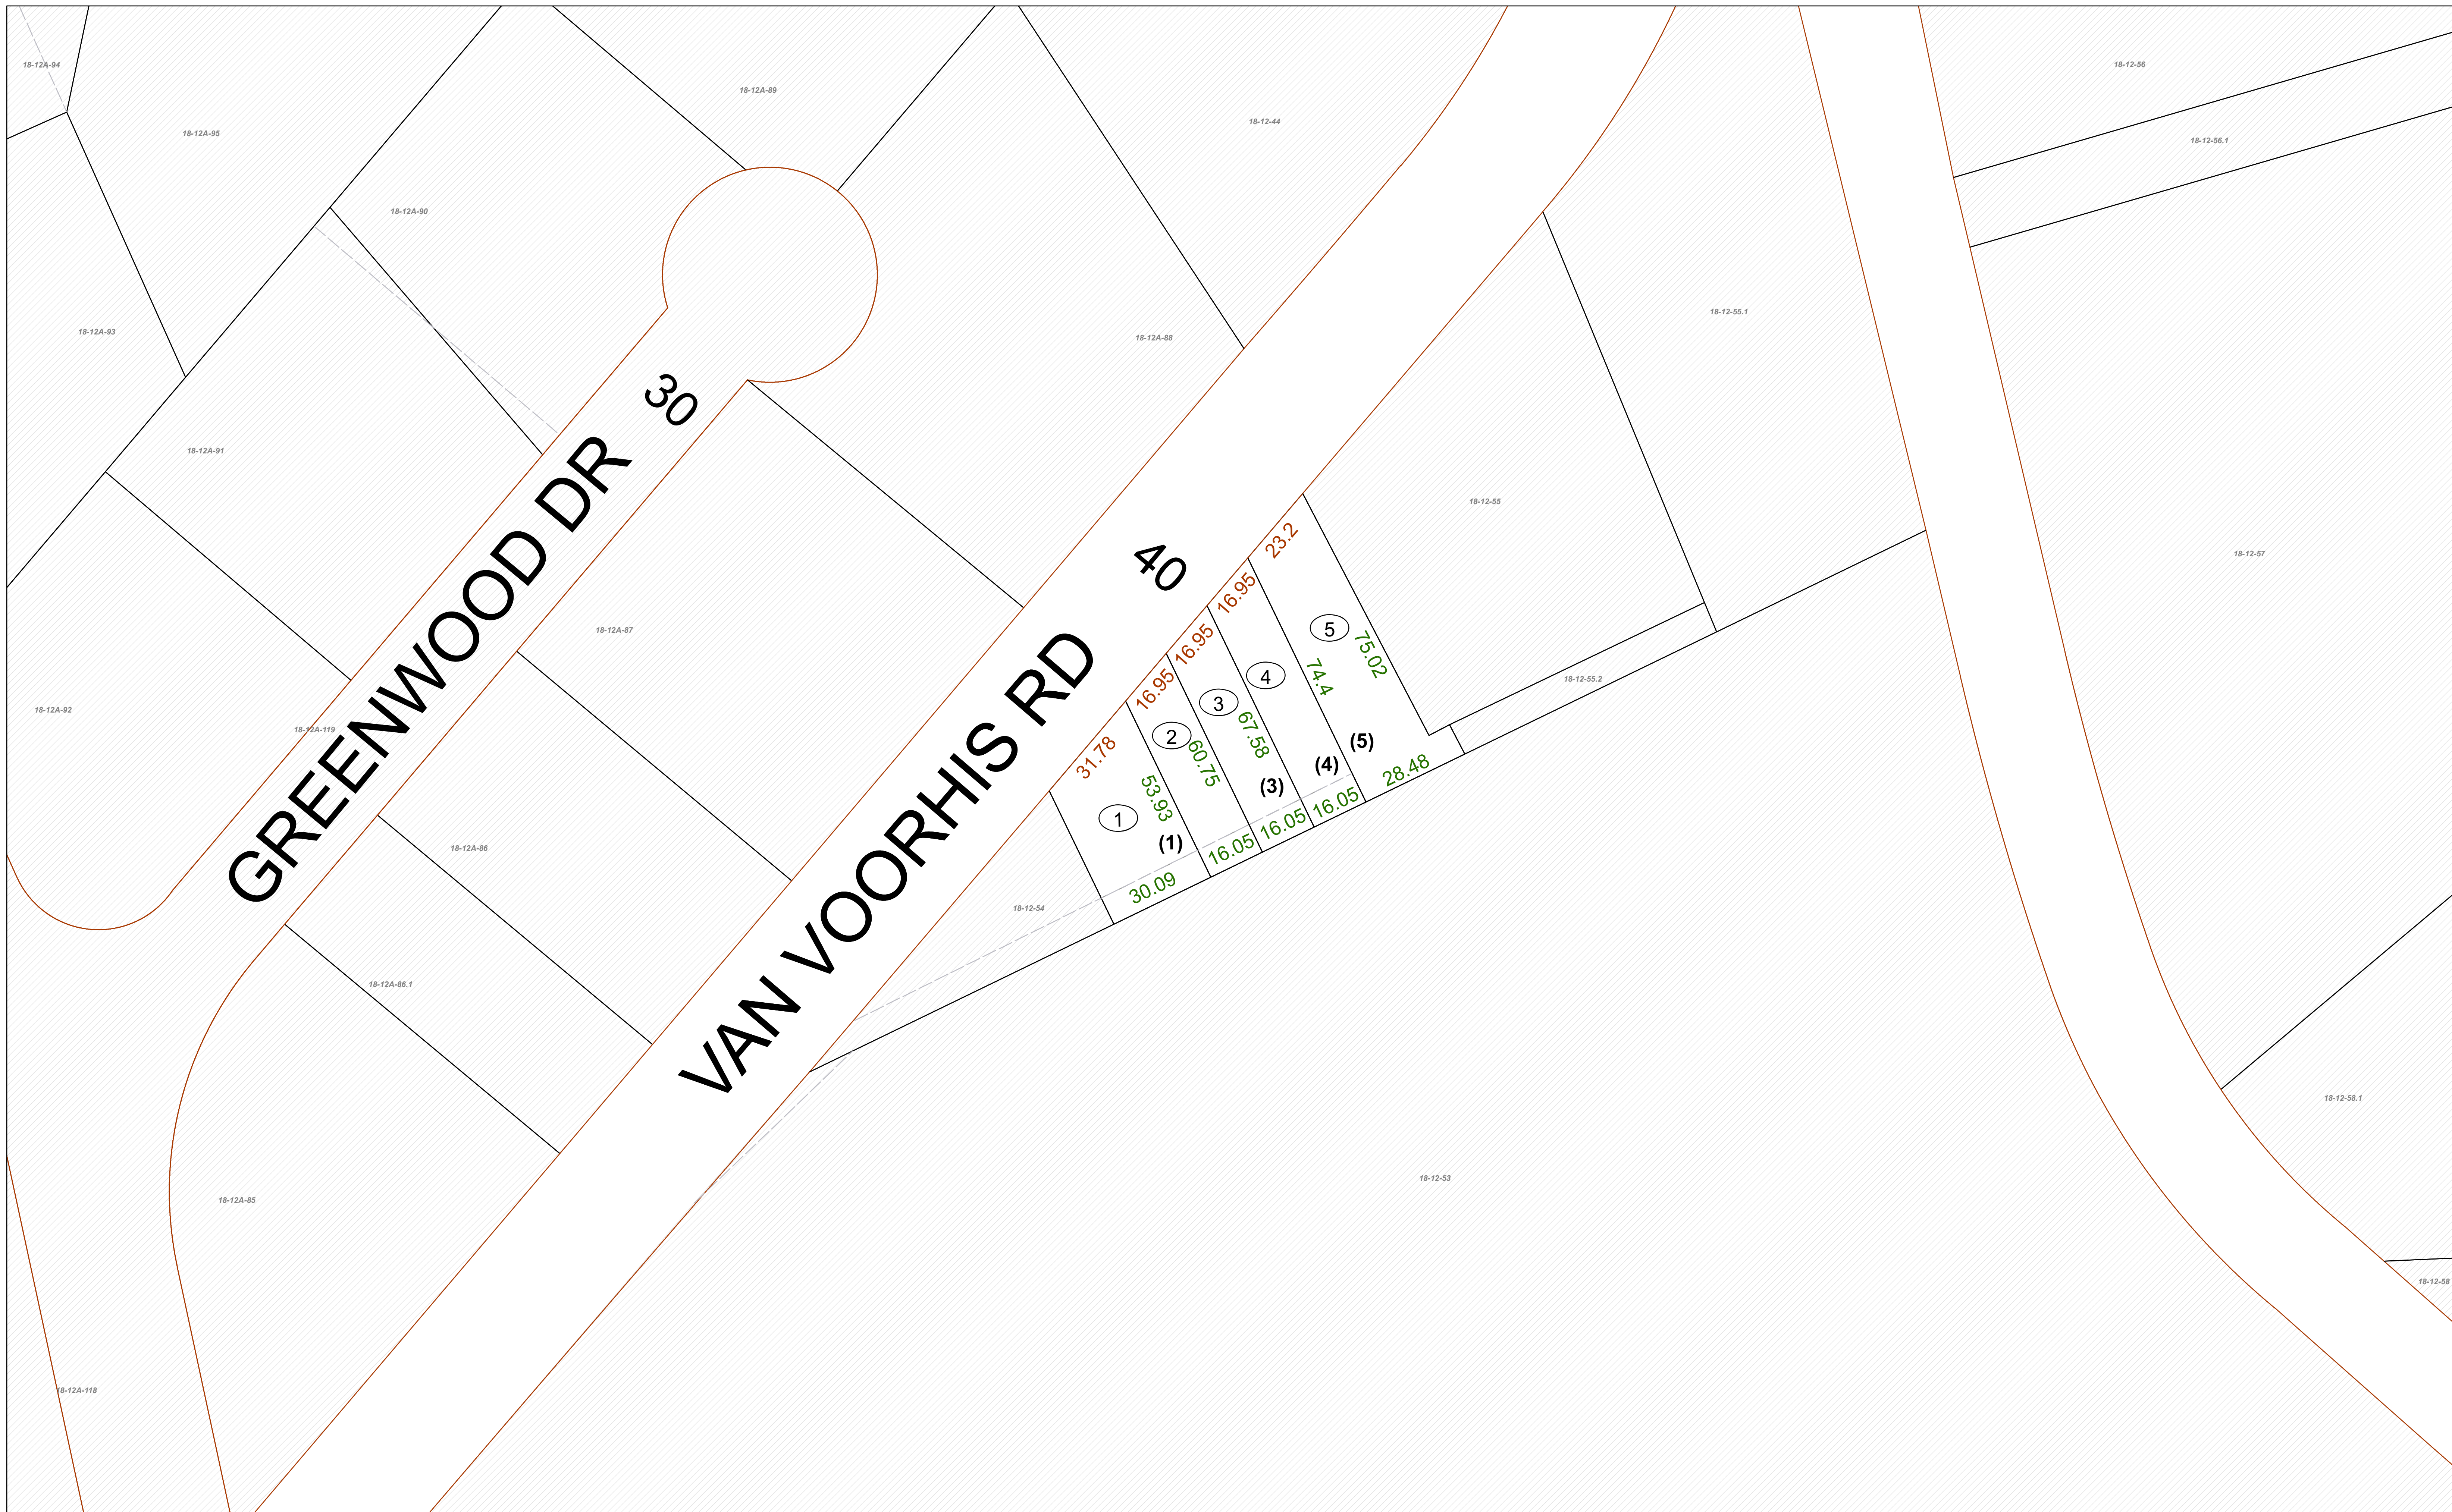 18-12A-94
18-12-56
18-12A-89
18-12-44
18-12A-95
18-12-56.1
18-12A-90
18-12-55.1
18-12A-93
18-12A-88
30
18-12A-91
18-12-55
23.2
18-12-57
40
16.95
GREENWOOD DR
18-12A-87
5
16.95
75.02
4
74.4
18-12-55.2
16.95
3
18-12A-92
18-12A-119
67.58
2
(5)
31.78
60.75
(4)
28.48
(3)
53.93
16.05
1
16.05
(1)
18-12A-86
16.05
VAN VOORHIS RD
30.09
18-12-54
18-12A-86.1
18-12-58.1
18-12-53
18-12A-85
18-12-58
18-12A-118